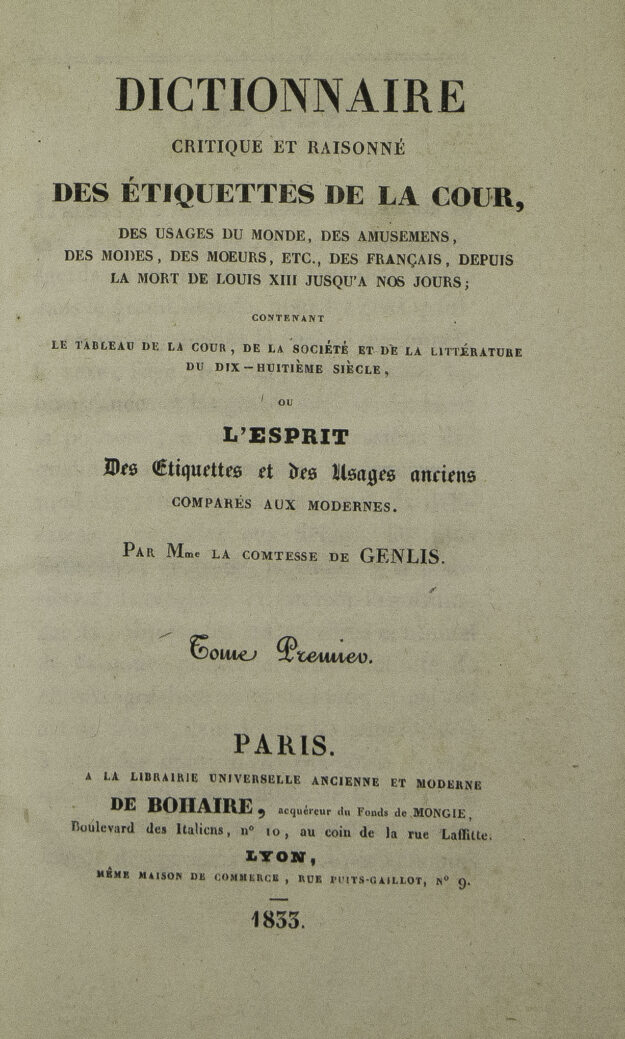 DICTIONNAIRE
CRITIQUE ET RAISONNÉ
DES ÉTIQUETTES DE LA COUR,
DES USAGES DU MONDE, DES AMUSEMENS,
DES MODES, DES MOEURS, ETC., DES FRANÇAIS, DEPUIS
LA MORT DE LOUIS XIII JUSQU'A NOS JOURS;
CONTENANT
LE TABLEAU DE LA COUR, DE LA SOCIÉTÉ ET DE LA LITTÉRATURE
DU DIX-HUITIÈME SIÈCLE,
OU
L'ESPRIT
Des Etiquettes et des Usages anciens
COMPARÉS AUX MODERNES.
PAR Mme LA COMTESSE DE GENLIS.
Tome Premier.
PARIS.
A LA LIBRAIRIE UNIVERSELLE ANCIENNE ET MODERNE
DE BOHAIRE, acquéreur du Fonds de MONGIE,
Boulevard des Italiens, nº 10, au coin de la rue Laffitte.
LYON,
MÊME MAISON DE COMMERCE, RUE PUITS-GAILLOT, Nº 9.
1833.